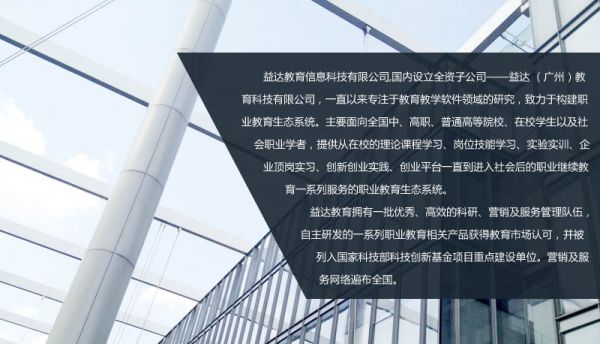 益达教育信息科技有限公司,国内设立全资子公司——益达（广州）教
育科技有限公司，一直以来专注于教育教学软件领域的研究，致力于构建职
业教育生态系统。主要面向全国中、高职、普通高等院校、在校学生以及社
会职业学者，提供从在校的理论课程学习、岗位技能学习、实验实训、企
业顶岗实习、创新创业实践、创业平台一直到进入社会后的职业继续教
育一系列服务的职业教育生态系统。
益达教育拥有一批优秀、高效的科研、营销及服务管理队伍，
自主研发的一系列职业教育相关产品获得教育市场认可，并被
列入国家科技部科技创新基金项目重点建设单位。营销及服
务网络遍布全国。